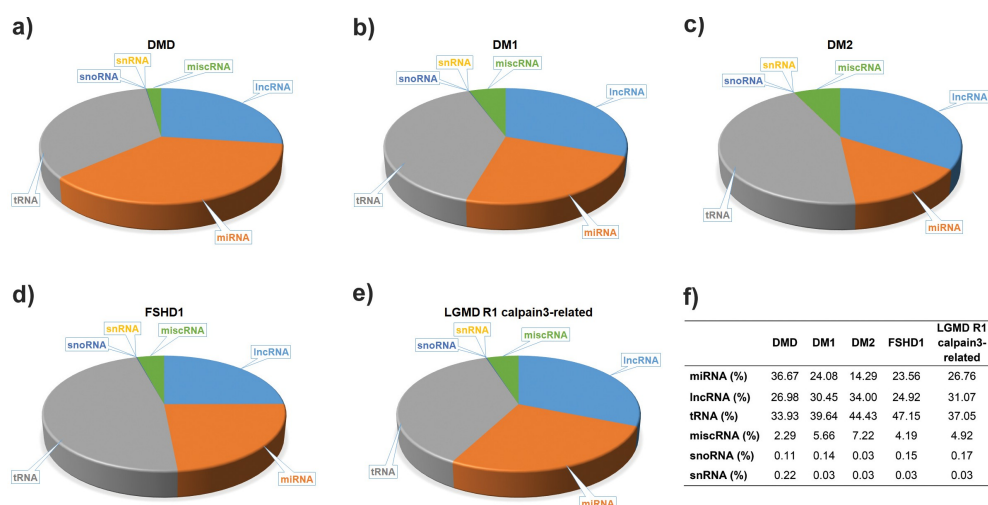 a)
DMD
snRNA
miscRNA
snoRNA
lncRNA
tRNA
miRNA
b)
DM1
snRNA
miscRNA
snoRNA
lncRNA
tRNA
miRNA
c)
DM2
snRNA
miscRNA
snoRNA
lncRNA
tRNA
miRNA
d)
FSHD1
snRNA
miscRNA
snoRNA
lncRNA
tRNA
miRNA
e)
LGMD R1 calpain3-related
snRNA
miscRNA
snoRNA
lncRNA
tRNA
miRNA
f)
DMD DM1 DM2 FSHD1 LGMD R1
calpain3-
related
miRNA (%) 36.67 24.08 14.29 23.56 26.76
lncRNA (%) 26.98 30.45 34.00 24.92 31.07
tRNA (%) 33.93 39.64 44.43 47.15 37.05
miscRNA (%) 2.29 5.66 7.22 4.19 4.92
snoRNA (%) 0.11 0.14 0.03 0.15 0.17
snRNA (%) 0.22 0.03 0.03 0.03 0.03